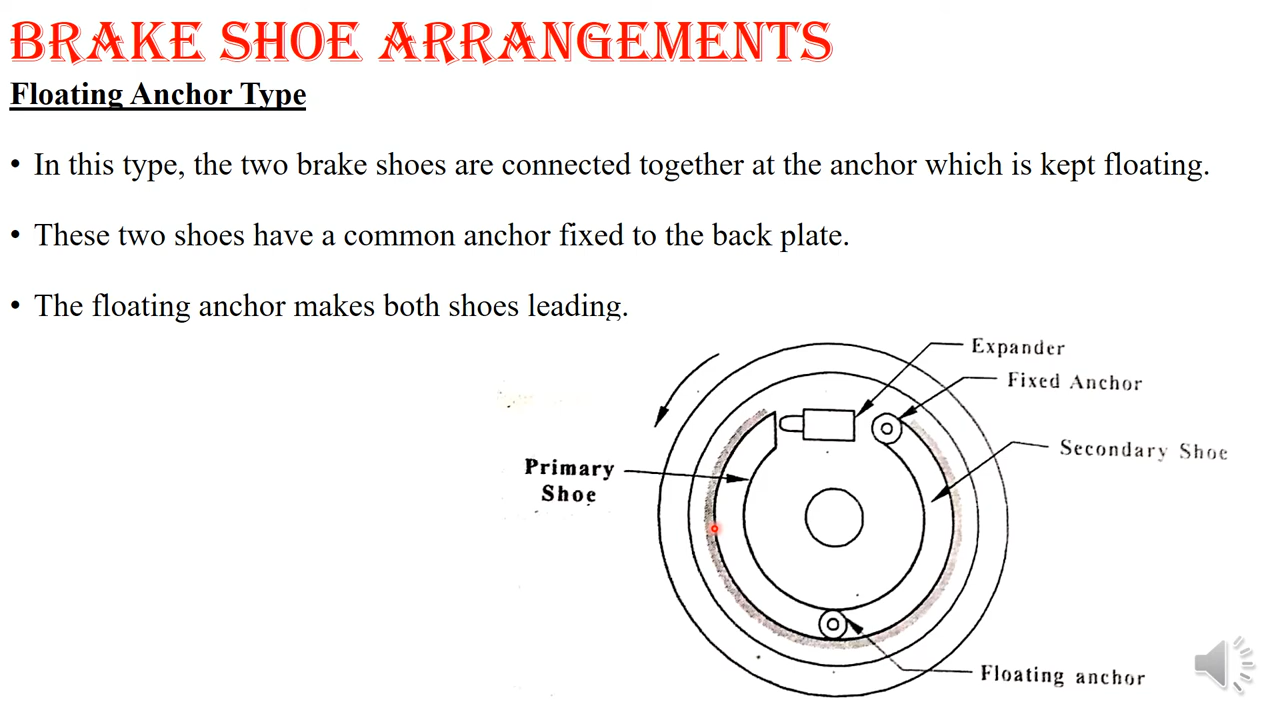 BRAKE SHOE ARRANGEMENTS
Floating Anchor Type
• In this type, the two brake shoes are connected together at the anchor which is kept floating.
• These two shoes have a common anchor fixed to the back plate.
• The floating anchor makes both shoes leading.
Expander
Fixed Anchor
Secondary Shoe
Primary
Shoe
Floating anchor